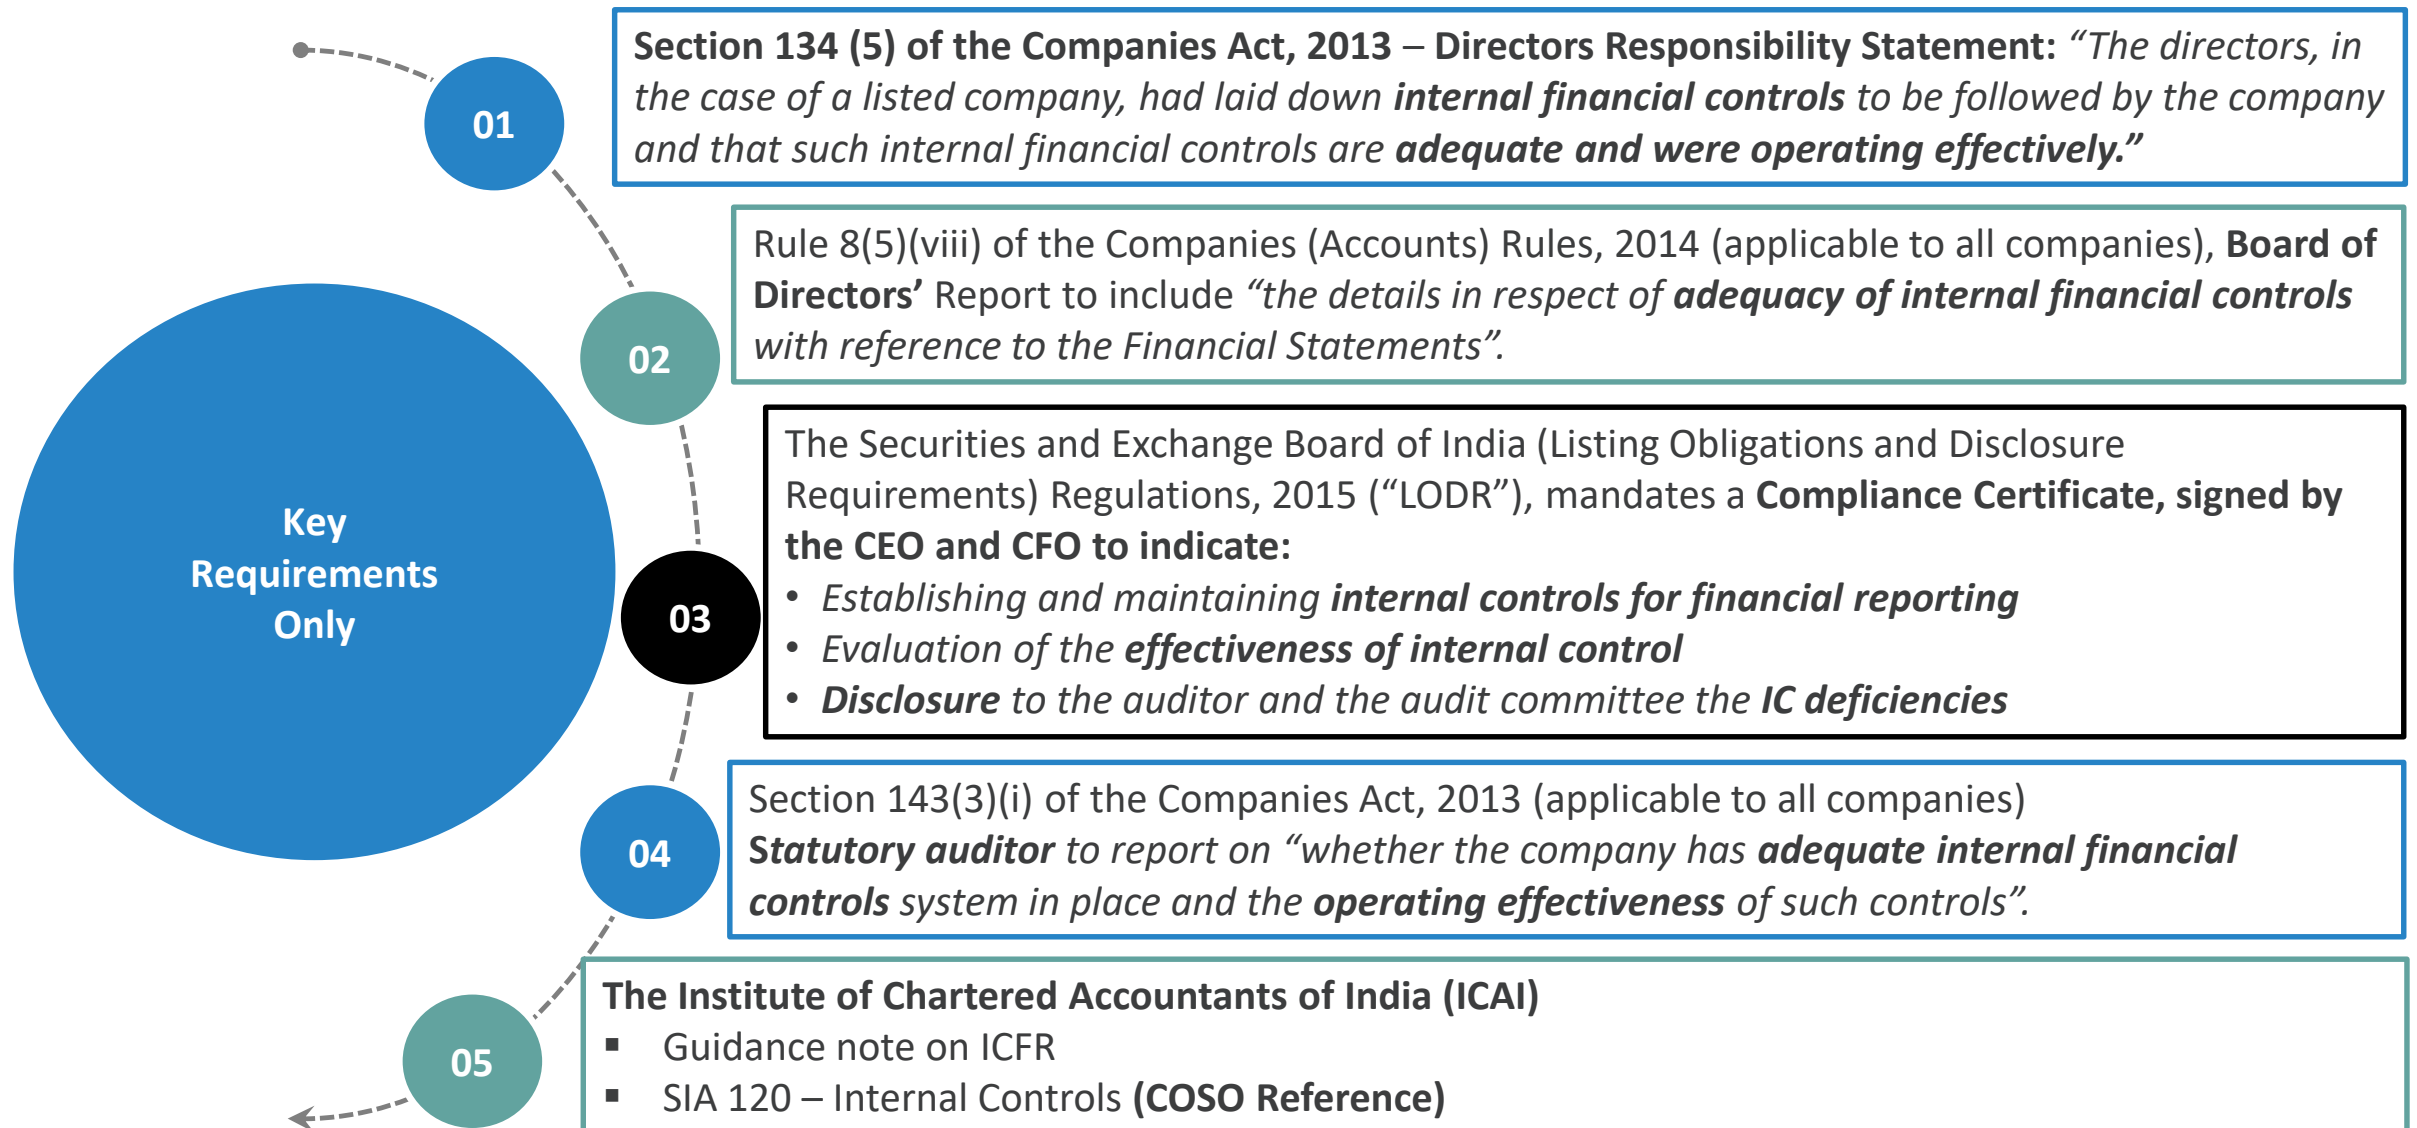 Key
Requirements
Only
01
Section 134 (5) of the Companies Act, 2013 – Directors Responsibility Statement: “The directors, in
the case of a listed company, had laid down internal financial controls to be followed by the company
and that such internal financial controls are adequate and were operating effectively.”
02
Rule 8(5)(viii) of the Companies (Accounts) Rules, 2014 (applicable to all companies), Board of
Directors’ Report to include “the details in respect of adequacy of internal financial controls
with reference to the Financial Statements”.
03
The Securities and Exchange Board of India (Listing Obligations and Disclosure
Requirements) Regulations, 2015 (“LODR”), mandates a Compliance Certificate, signed by
the CEO and CFO to indicate:
• Establishing and maintaining internal controls for financial reporting
• Evaluation of the effectiveness of internal control
• Disclosure to the auditor and the audit committee the IC deficiencies
04
Section 143(3)(i) of the Companies Act, 2013 (applicable to all companies)
Statutory auditor to report on “whether the company has adequate internal financial
controls system in place and the operating effectiveness of such controls”.
05
The Institute of Chartered Accountants of India (ICAI)
▪ Guidance note on ICFR
▪ SIA 120 – Internal Controls (COSO Reference)